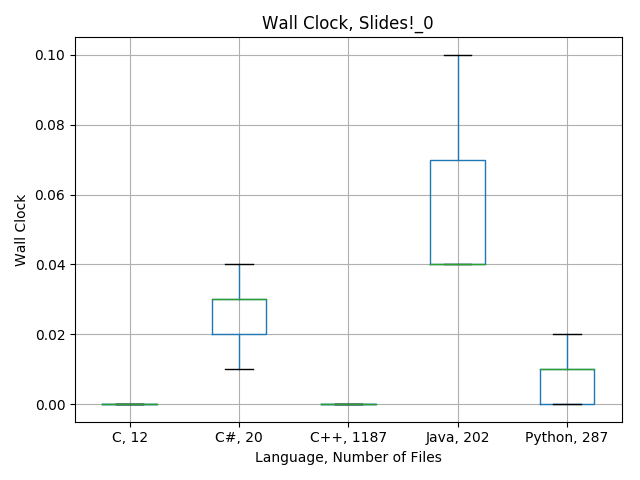 Wall Clock, Slides!_0
0.10
0.08
0.06
0.04
0.02
0.00
Wall Clock
C, 12
C#, 20
C++, 1187
Java, 202
Python, 287
Language, Number of Files